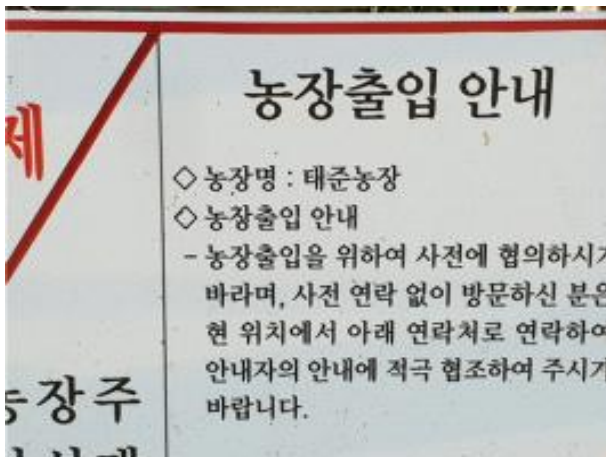 농장출입 안내
◇ 농장명 : 태준농장
◇ 농장출입 안내
- 농장출입을 위하여 사전에 협의하시기
바라며, 사전 연락 없이 방문하신 분은
현 위치에서 아래 연락처로 연락하여
안내자의 안내에 적극 협조하여 주시기
바랍니다.
제
농장주